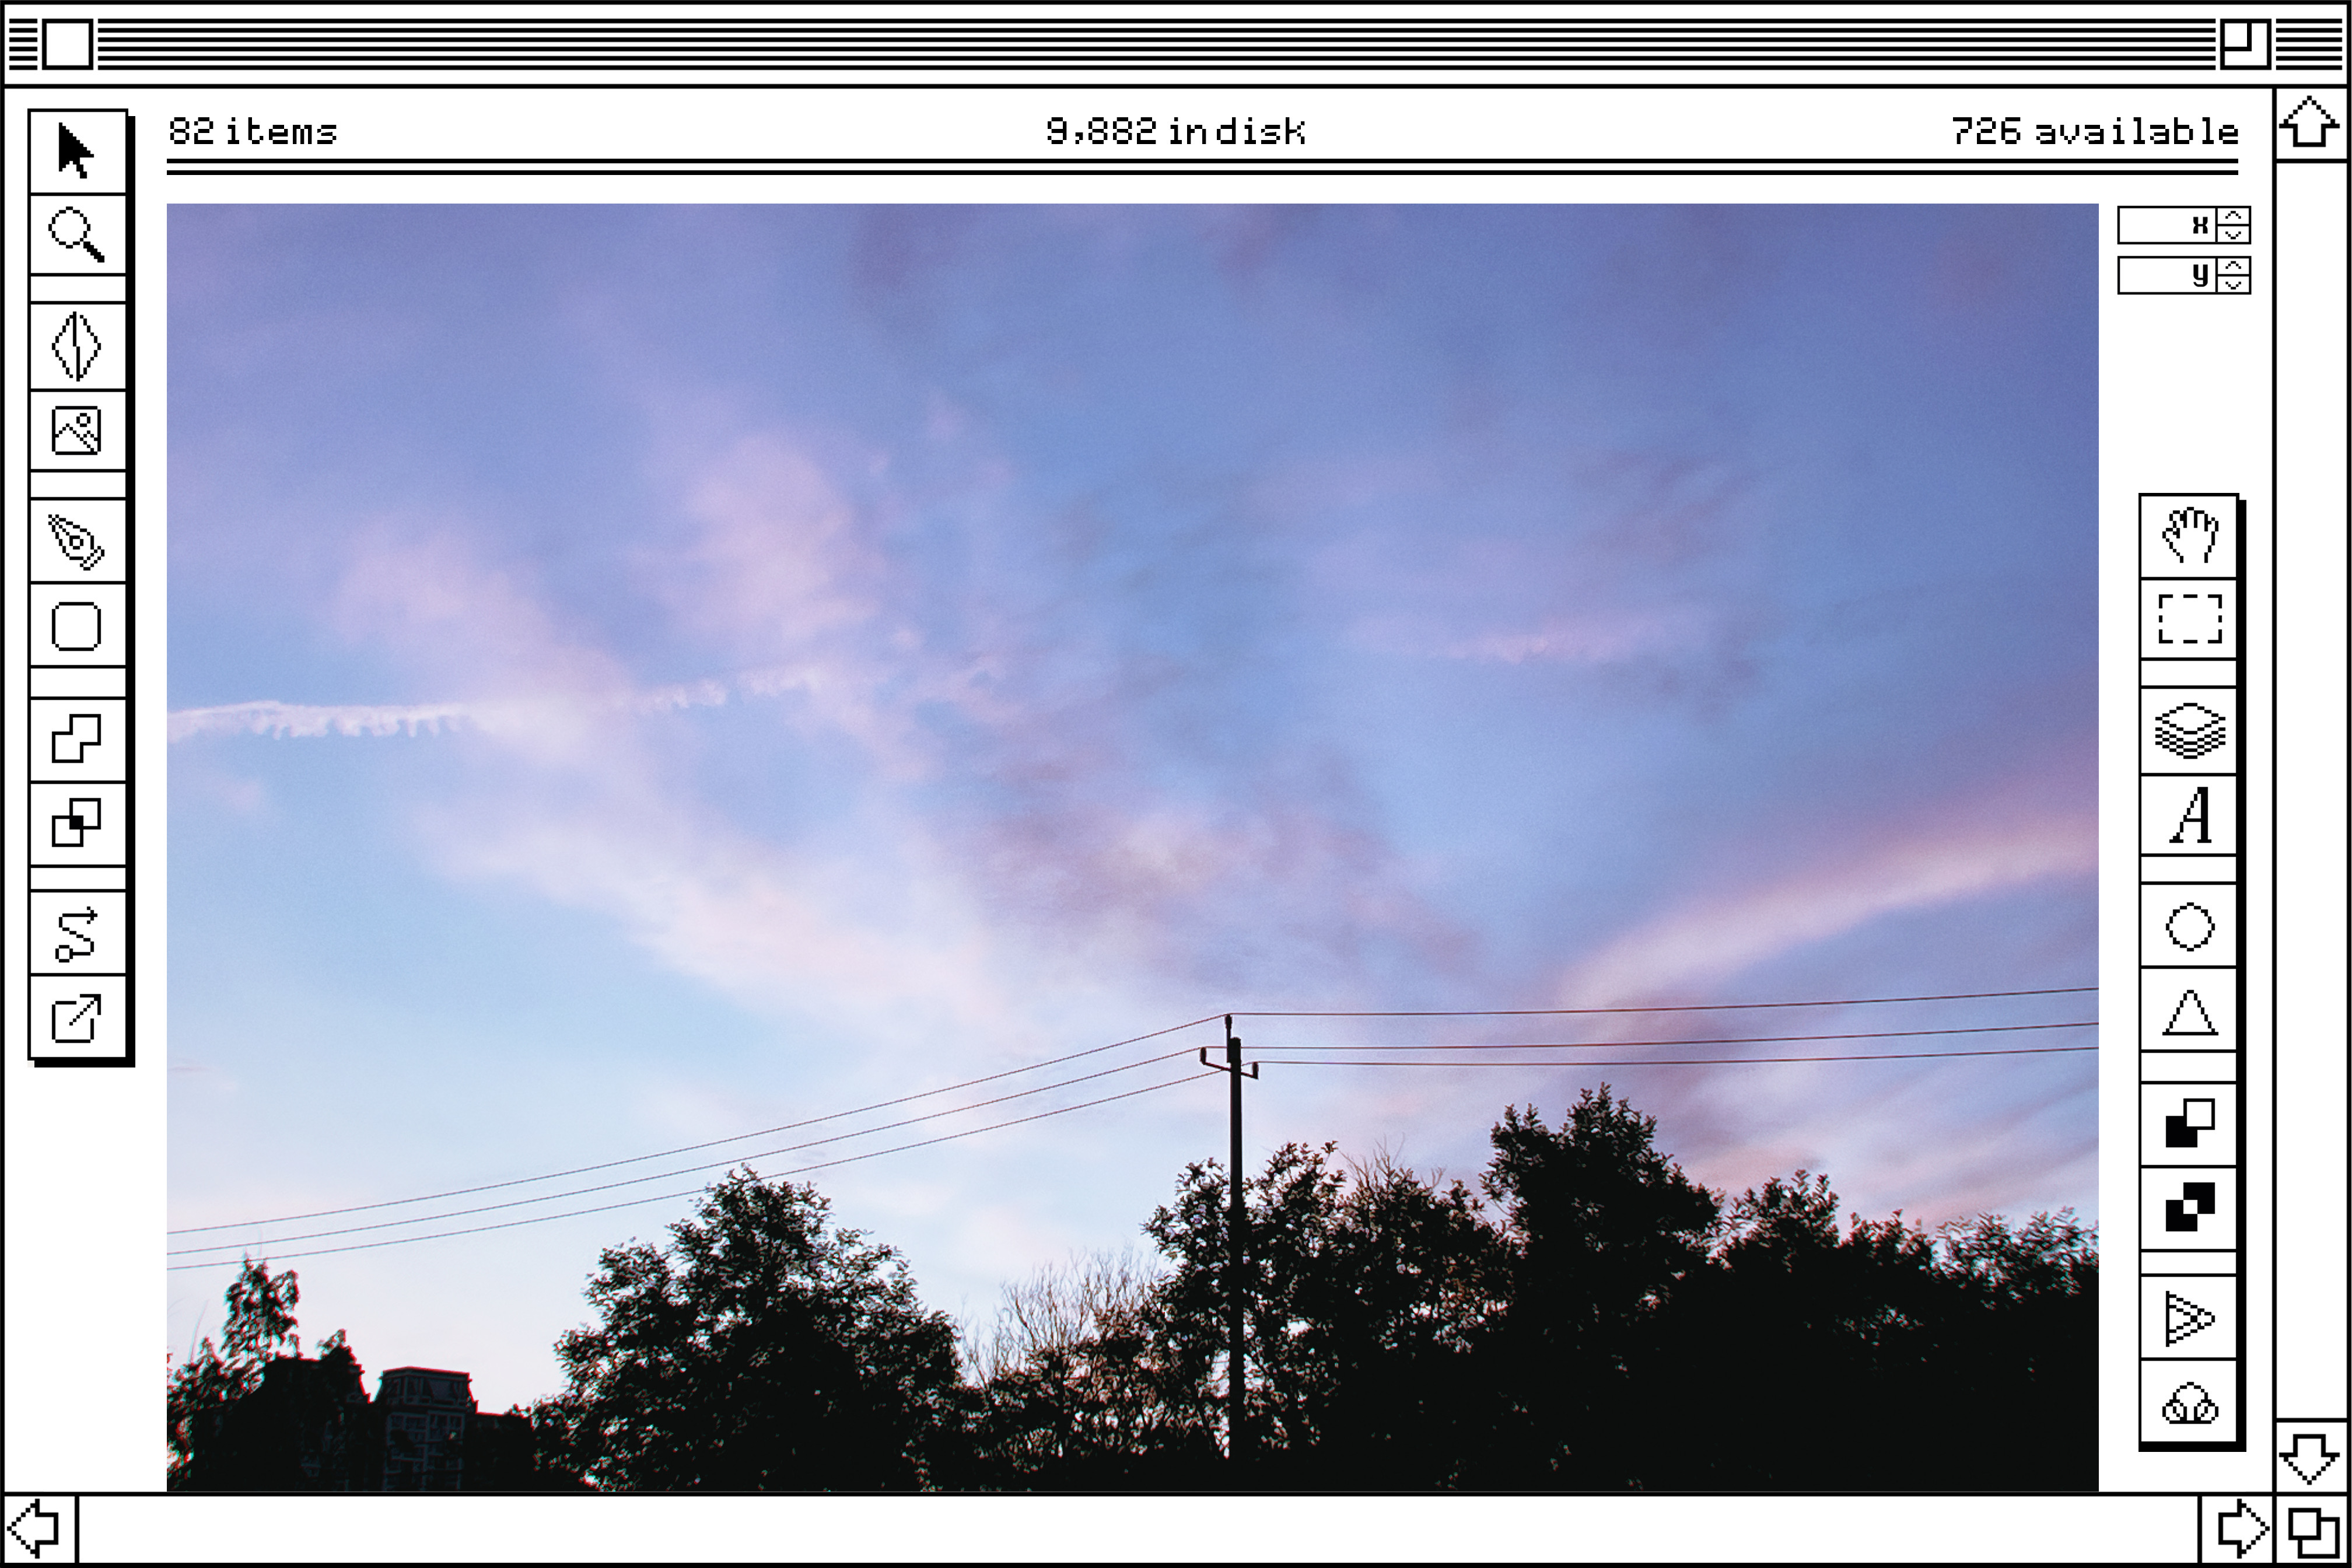 82 items
9,882 in disk
726 available
x
y
A